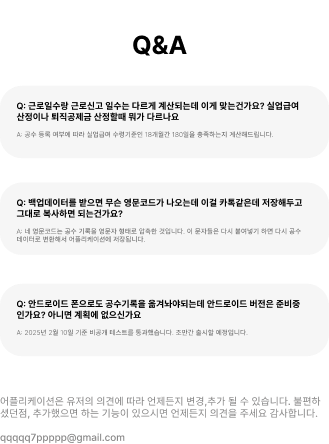 Q&A
Q: 근로일수랑 근로신고 일수는 다르게 계산되는데 이게 맞는건가요? 실업급여
산정이나 퇴직공제금 산정할때 뭐가 다르나요
A: 공수 등록 여부에 따라 실업급여 수령기준인 18개월간 180일을 충족하는지 계산해드립니다.
Q: 백업데이터를 받으면 무슨 영문코드가 나오는데 이걸 카톡같은데 저장해두고
그대로 복사하면 되는건가요?
A: 네 영문코드는 공수 기록을 영문자 형태로 압축한 것입니다. 이 문자들은 다시 붙여넣기 하면 다시 공수
데이터로 변환해서 어플리케이션에 저장됩니다.
Q: 안드로이드 폰으로도 공수기록을 옮겨놔야되는데 안드로이드 버전은 준비중
인가요? 아니면 계획에 없으신가요
A: 2025년 2월 10일 기준 비공개 테스트를 통과했습니다. 조만간 출시할 예정입니다.
어플리케이션은 유저의 의견에 따라 언제든지 변경,추가 될 수 있습니다. 불편하
셨던점, 추가했으면 하는 기능이 있으시면 언제든지 의견을 주세요 감사합니다.
qqqqq7ppppp@gmail.com